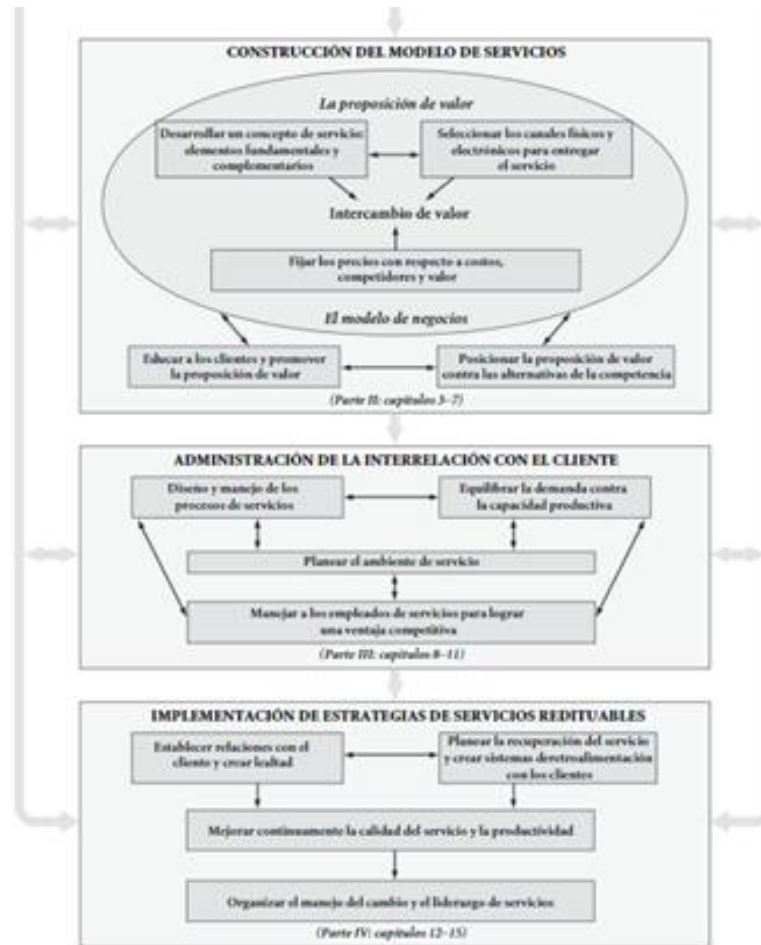 CONSTRUCCIÓN DEL MODELO DE SERVICIOS
La proposición de valor
Desarrollar un concepto de servicio:
elementos fundamentales y
complementarios
Seleccionar los canales físicos y
electrónicos para entregar
el servicio
Intercambio de valor
Fijar los precios con respecto a costos,
competidores y valor
El modelo de negocios
Educar a los clientes y promover
la proposición de valor
Posicionar la proposición de valor
contra las alternativas de la competencia
(Parte II: capítulos 3–7)
ADMINISTRACIÓN DE LA INTERRELACIÓN CON EL CLIENTE
Diseño y manejo de los
procesos de servicios
Equilibrar la demanda contra
la capacidad productiva
Planear el ambiente de servicio
Manejar a los empleados de servicios para lograr
una ventaja competitiva
(Parte III: capítulos 8–11)
IMPLEMENTACIÓN DE ESTRATEGIAS DE SERVICIOS REDITUABLES
Establecer relaciones con el
cliente y crear lealtad
Planear la recuperación del servicio
y crear sistemas deretroalimentación
con los clientes
Mejorar continuamente la calidad del servicio y la productividad
Organizar el manejo del cambio y el liderazgo de servicios
(Parte IV: capítulos 12–15)